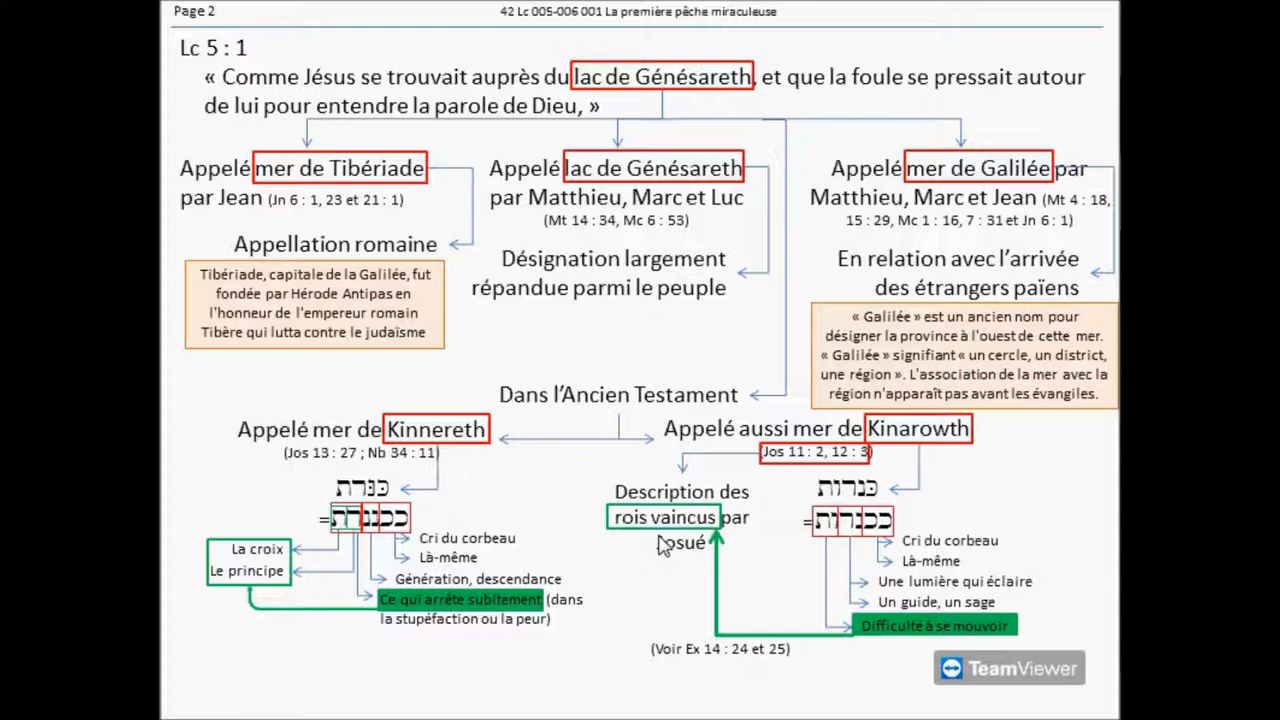 Page 2
42 Lc 005-006 001 La première pêche miraculeuse
Lc 5 : 1
« Comme Jésus se trouvait auprès du lac de Génésareth, et que la foule se pressait autour
de lui pour entendre la parole de Dieu, »
Appelé mer de Tibériade
par Jean (Jn 6 : 1, 23 et 21 : 1)
Appellation romaine
Tibériade, capitale de la Galilée, fut
fondée par Hérode Antipas en
l'honneur de l'empereur romain
Tibère qui lutta contre le judaïsme
Appelé lac de Génésareth
par Matthieu, Marc et Luc
(Mt 14 : 34, Mc 6 : 53)
Désignation largement
répandue parmi le peuple
Appelé mer de Galilée par
Matthieu, Marc et Jean (Mt 4 : 18,
15 : 29, Mc 1 : 16, 7 : 31 et Jn 6 : 1)
En relation avec l’arrivée
des étrangers païens
« Galilée » est un ancien nom pour
désigner la province à l'ouest de cette mer.
« Galilée » signifiant « un cercle, un district,
une région ». L'association de la mer avec la
région n'apparaît pas avant les évangiles.
Dans l’Ancien Testament
Appelé mer de Kinnereth
(Jos 13 : 27 ; Nb 34 : 11)
כנרת
=ככננרת
Cri du corbeau
Là-même
Génération, descendance
Ce qui arrête subitement (dans
la stupéfaction ou la peur)
La croix
Le principe
Appelé aussi mer de Kinarowth
(Jos 11 : 2, 12 : 3)
Description des
rois vaincus par
osué
כנרות
=ככנרות
Cri du corbeau
Là-même
Une lumière qui éclaire
Un guide, un sage
Difficulté à se mouvoir
(Voir Ex 14 : 24 et 25)
TeamViewer